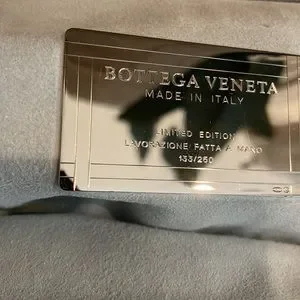 BOTTEGA VENETA
MADE IN ITALY
LIMITED EDITION
LAVORAZIONE FATTA A MANO
133/250